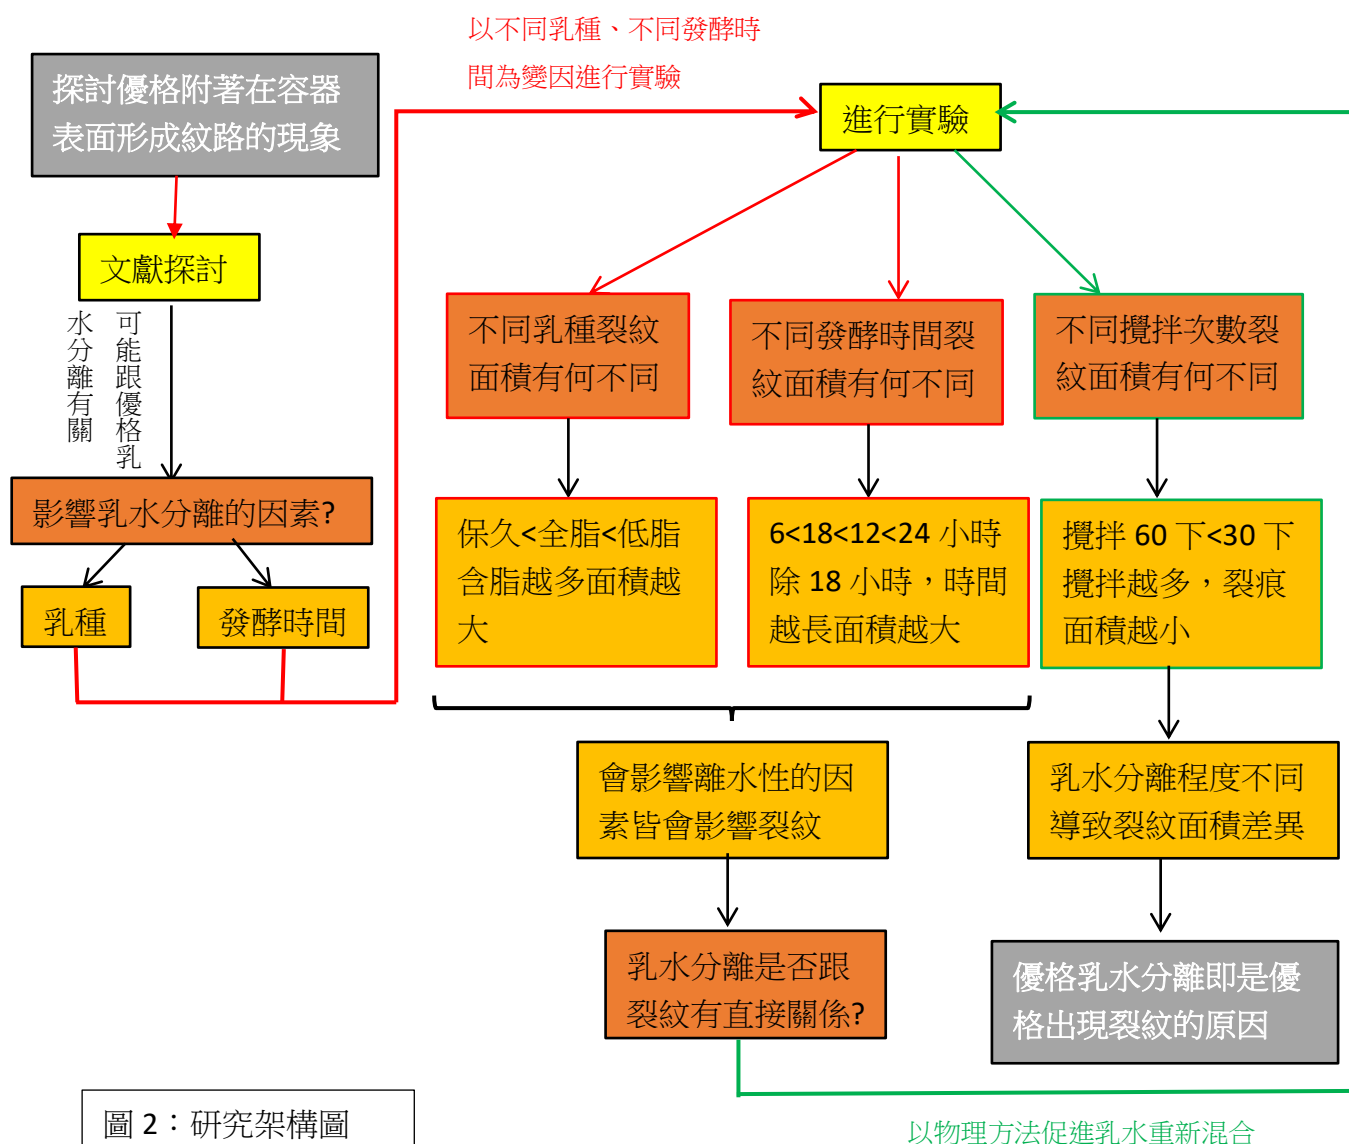 以不同乳種、不同發酵時
間為變因進行實驗
探討優格附著在容器
表面形成紋路的現象
進行實驗
文獻探討
可能跟優格乳
水分離有關
不同乳種裂紋
面積有何不同
不同發酵時間裂
紋面積有何不同
不同攪拌次數裂
紋面積有何不同
影響乳水分離的因素?
乳種
發酵時間
保久<全脂<低脂
含脂越多面積越
大
6<18<12<24 小時
除 18 小時，時間
越長面積越大
攪拌 60 下<30 下
攪拌越多，裂痕
面積越小
會影響離水性的因
素皆會影響裂紋
乳水分離程度不同
導致裂紋面積差異
乳水分離是否跟
裂紋有直接關係?
優格乳水分離即是優
格出現裂紋的原因
圖 2：研究架構圖
以物理方法促進乳水重新混合